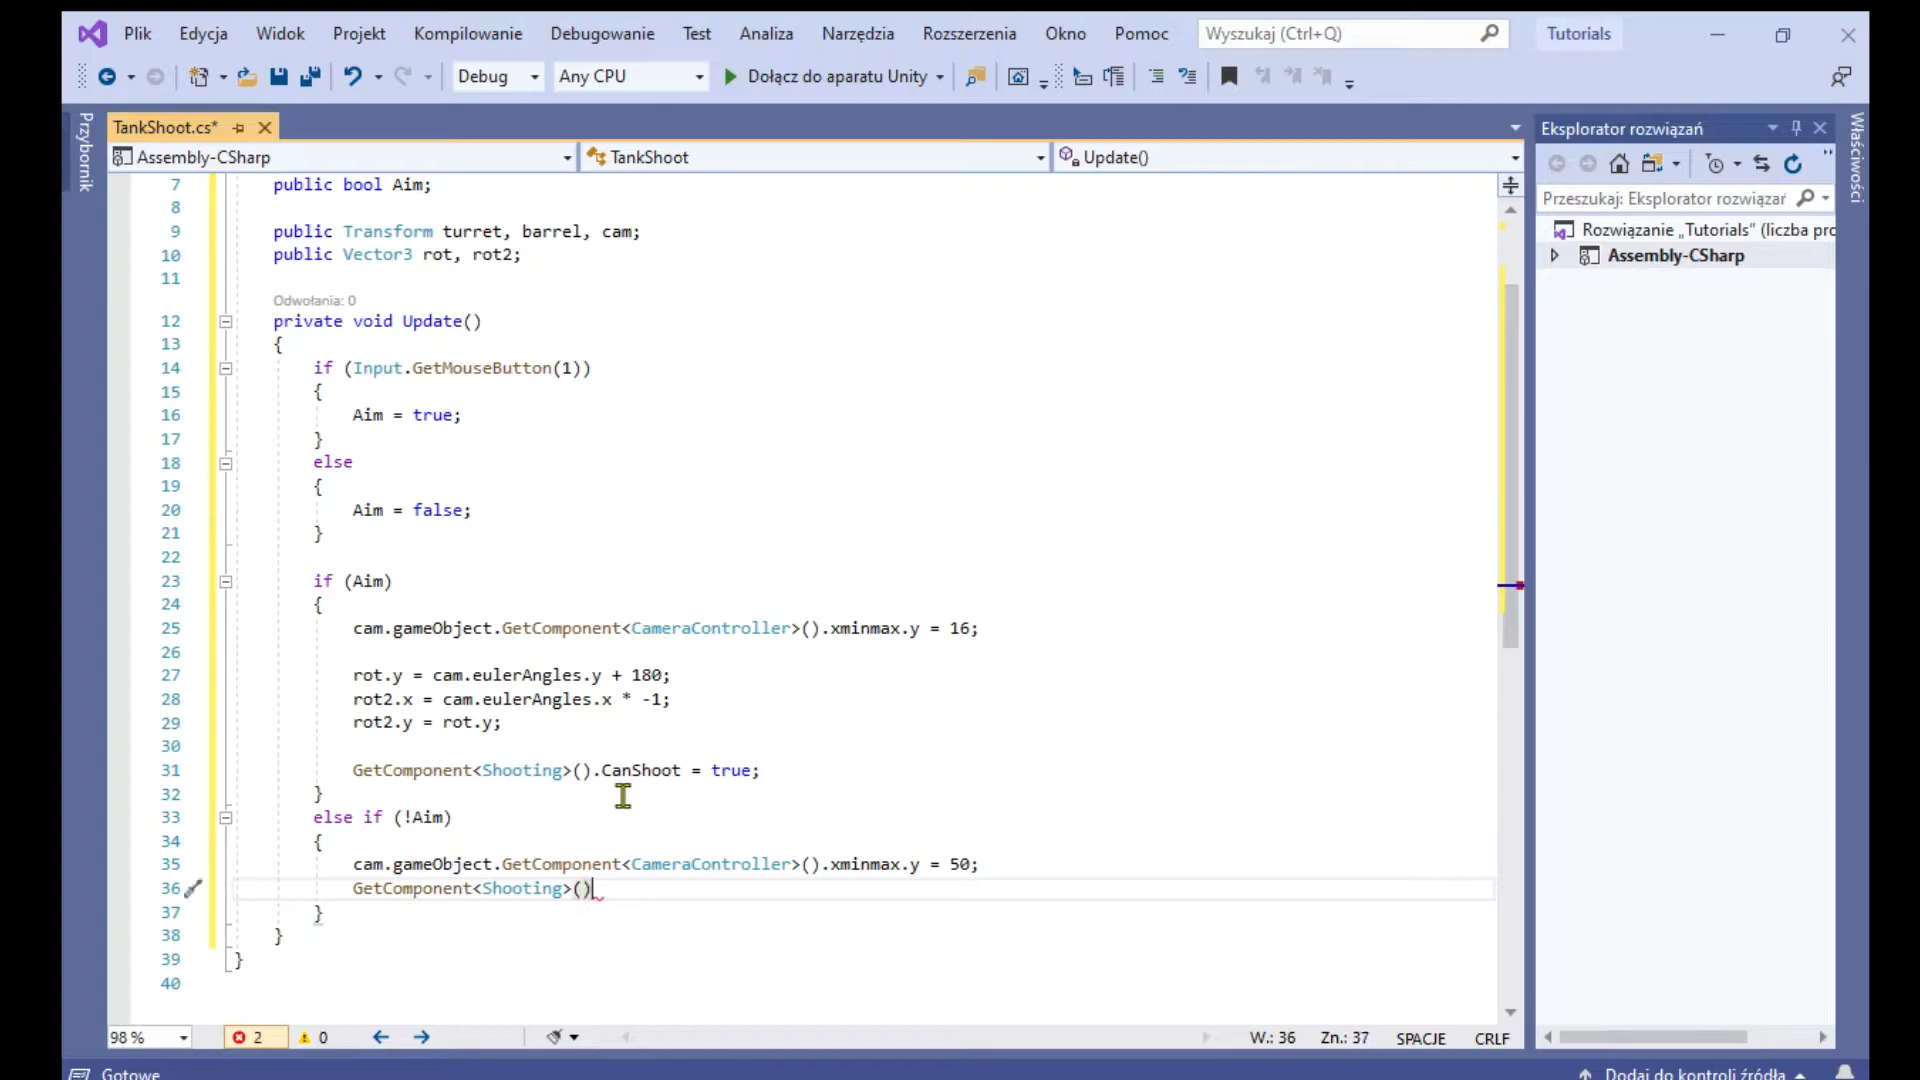 Plik Edycja Widok Projekt Kompilowanie Debugowanie Test Analiza Narzędzia Rozszerzenia Okno Pomoc Wyszukaj (Ctrl+Q) Tutorials
Debug Any CPU Dołącz do aparatu Unity
Przybornik
TankShoot.cs*
Assembly-CSharp TankShoot Update()
7 public bool Aim;
8
9 public Transform turret, barrel, cam;
10 public Vector3 rot, rot2;
11
Odwołania: 0
12 private void Update()
13 {
14 if (Input.GetMouseButton(1))
15 {
16 Aim = true;
17 }
18 else
19 {
20 Aim = false;
21 }
22
23 if (Aim)
24 {
25 cam.gameObject.GetComponent<CameraController>().xminmax.y = 16;
26
27 rot.y = cam.eulerAngles.y + 180;
28 rot2.x = cam.eulerAngles.x * -1;
29 rot2.y = rot.y;
30
31 GetComponent<Shooting>().CanShoot = true;
32 }
33 else if (!Aim)
34 {
35 cam.gameObject.GetComponent<CameraController>().xminmax.y = 50;
36 GetComponent<Shooting>()
37 }
38 }
39 }
40
98 % 2 0 W.: 36 Zn.: 37 SPACJE CRLF
Eksplorator rozwiązań
Przeszukaj: Eksplorator rozwiązar
Rozwiązanie „Tutorials” (liczba pro
Assembly-CSharp
Właściwości
Gotowe Dodaj do kontroli źródła